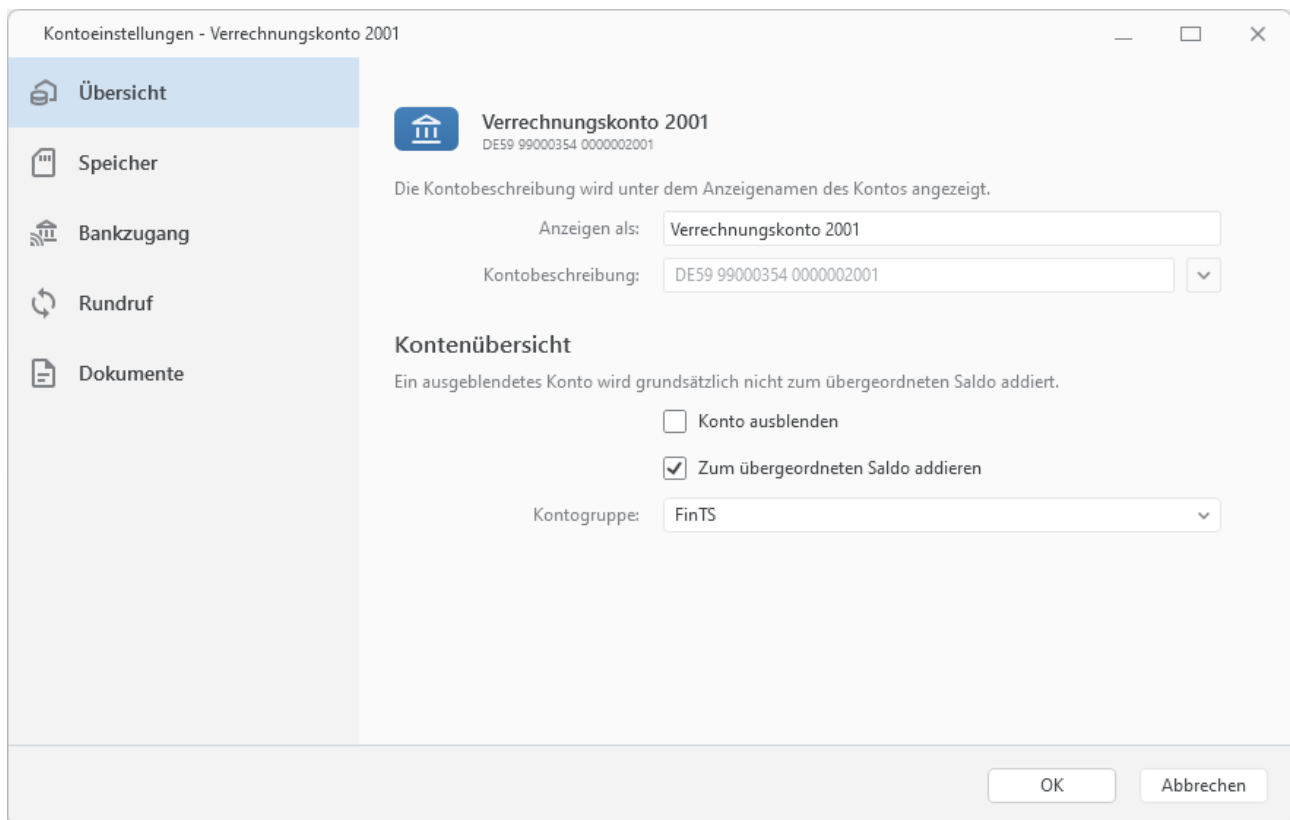 Kontoeinstellungen - Verrechnungskonto 2001
Übersicht
Speicher
Bankzugang
Rundruf
Dokumente
Verrechnungskonto 2001
DE59 99000354 0000002001
Die Kontobeschreibung wird unter dem Anzeigenamen des Kontos angezeigt.
Anzeigen als: Verrechnungskonto 2001
Kontobeschreibung: DE59 99000354 0000002001
Kontenübersicht
Ein ausgeblendetes Konto wird grundsätzlich nicht zum übergeordneten Saldo addiert.
Konto ausblenden
Zum übergeordneten Saldo addieren
Kontogruppe: FinTS
OK Abbrechen